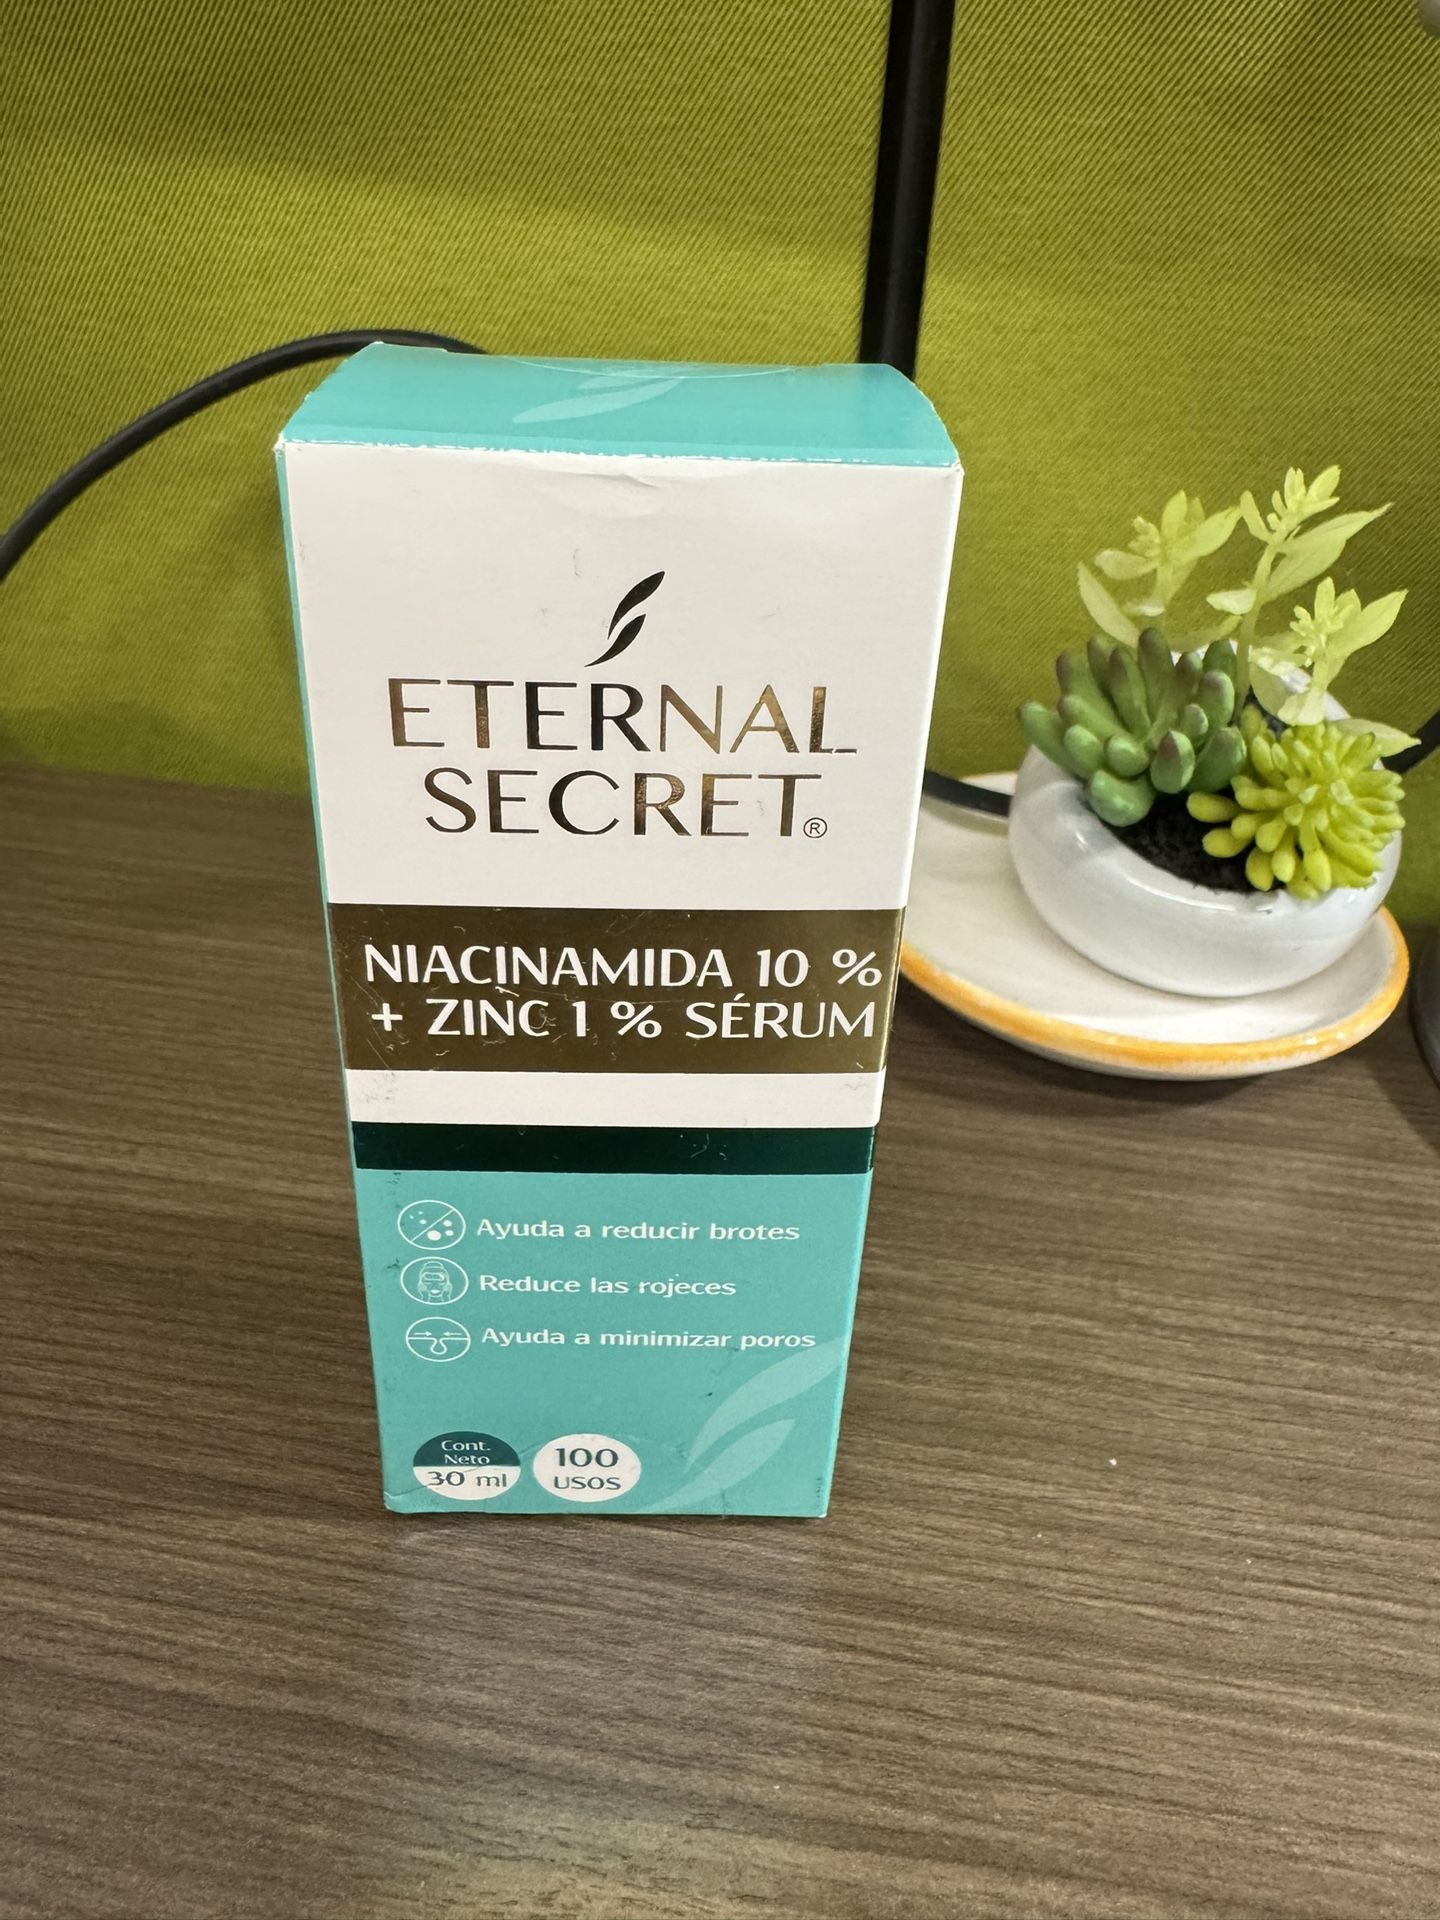 ETERNAL
SECRET®
NIACINAMIDA 10 %
+ ZINC 1 % SÉRUM
Ayuda a reducir brotes
Reduce las rojeces
Ayuda a minimizar poros
Cont.
Neto
30 ml
100
USOS